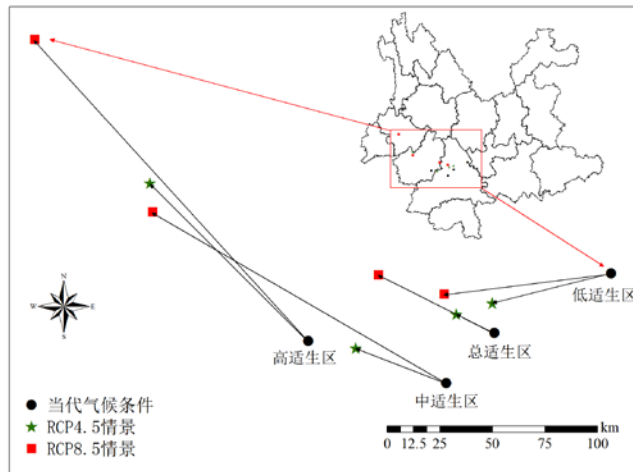 N
W E
S
低适生区
总适生区
高适生区
中适生区
当代气候条件
RCP4.5情景
RCP8.5情景
km
0 12.5 25 50 75 100